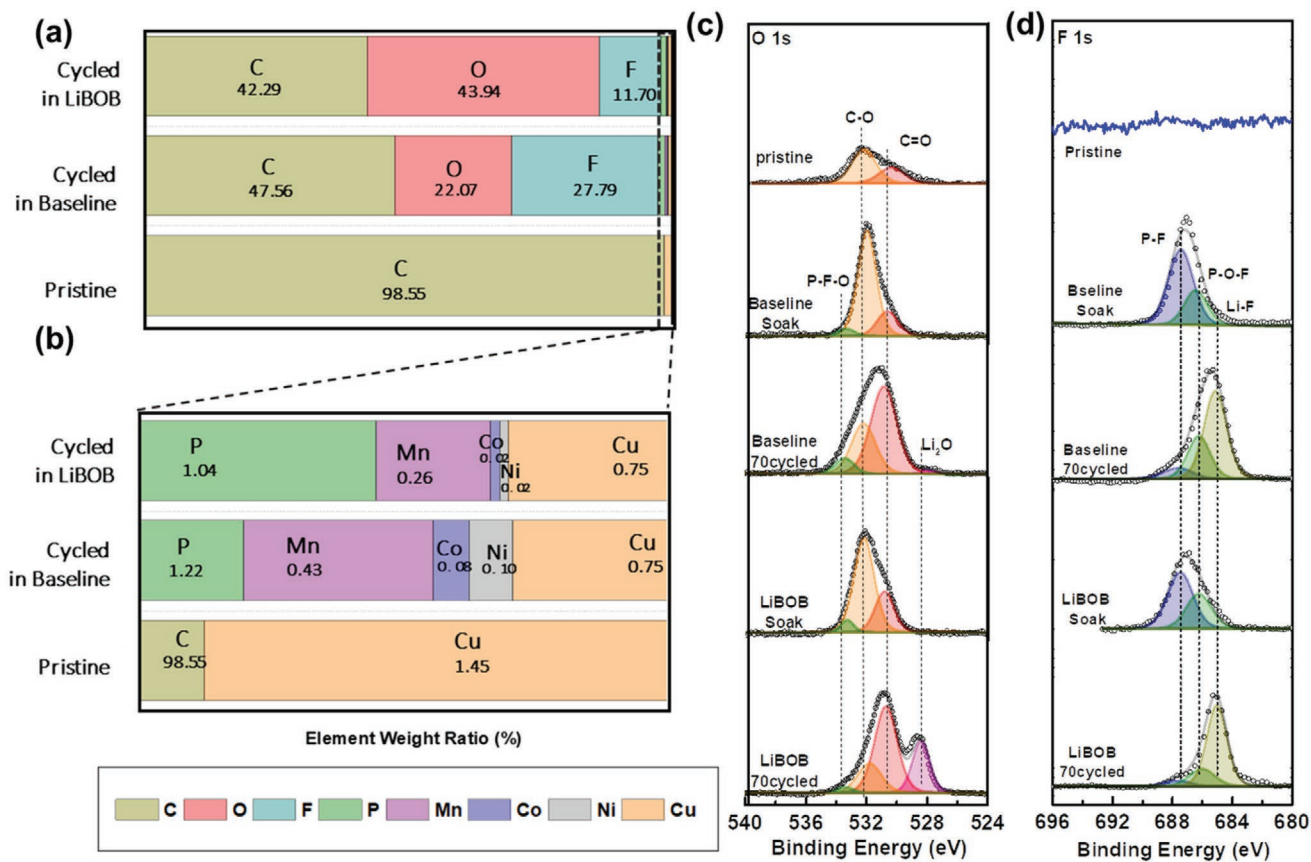 (a)
Cycled
in LiBOB
C
42.29
O
43.94
F
11.70
Cycled
in Baseline
C
47.56
O
22.07
F
27.79
Pristine
C
98.55
(b)
Cycled
in LiBOB
P
1.04
Mn
0.26
Co
0.02
Ni
0.02
Cu
0.75
Cycled
in Baseline
P
1.22
Mn
0.43
Co
0.08
Ni
0.10
Cu
0.75
Pristine
C
98.55
Cu
1.45
Element Weight Ratio (%)
C O F P Mn Co Ni Cu
(c)
O 1s
C-O
C=O
pristine
P-F-O
Baseline
Soak
Baseline
70cycled
Li2O
LiBOB
Soak
LiBOB
70cycled
540 536 532 528 524
Binding Energy (eV)
(d)
F 1s
Pristine
P-F
P-O-F
Li-F
Bseline
Soak
Baseline
70cycled
LiBOB
Soak
LiBOB
70cycled
696 692 688 684 680
Binding Energy (eV)